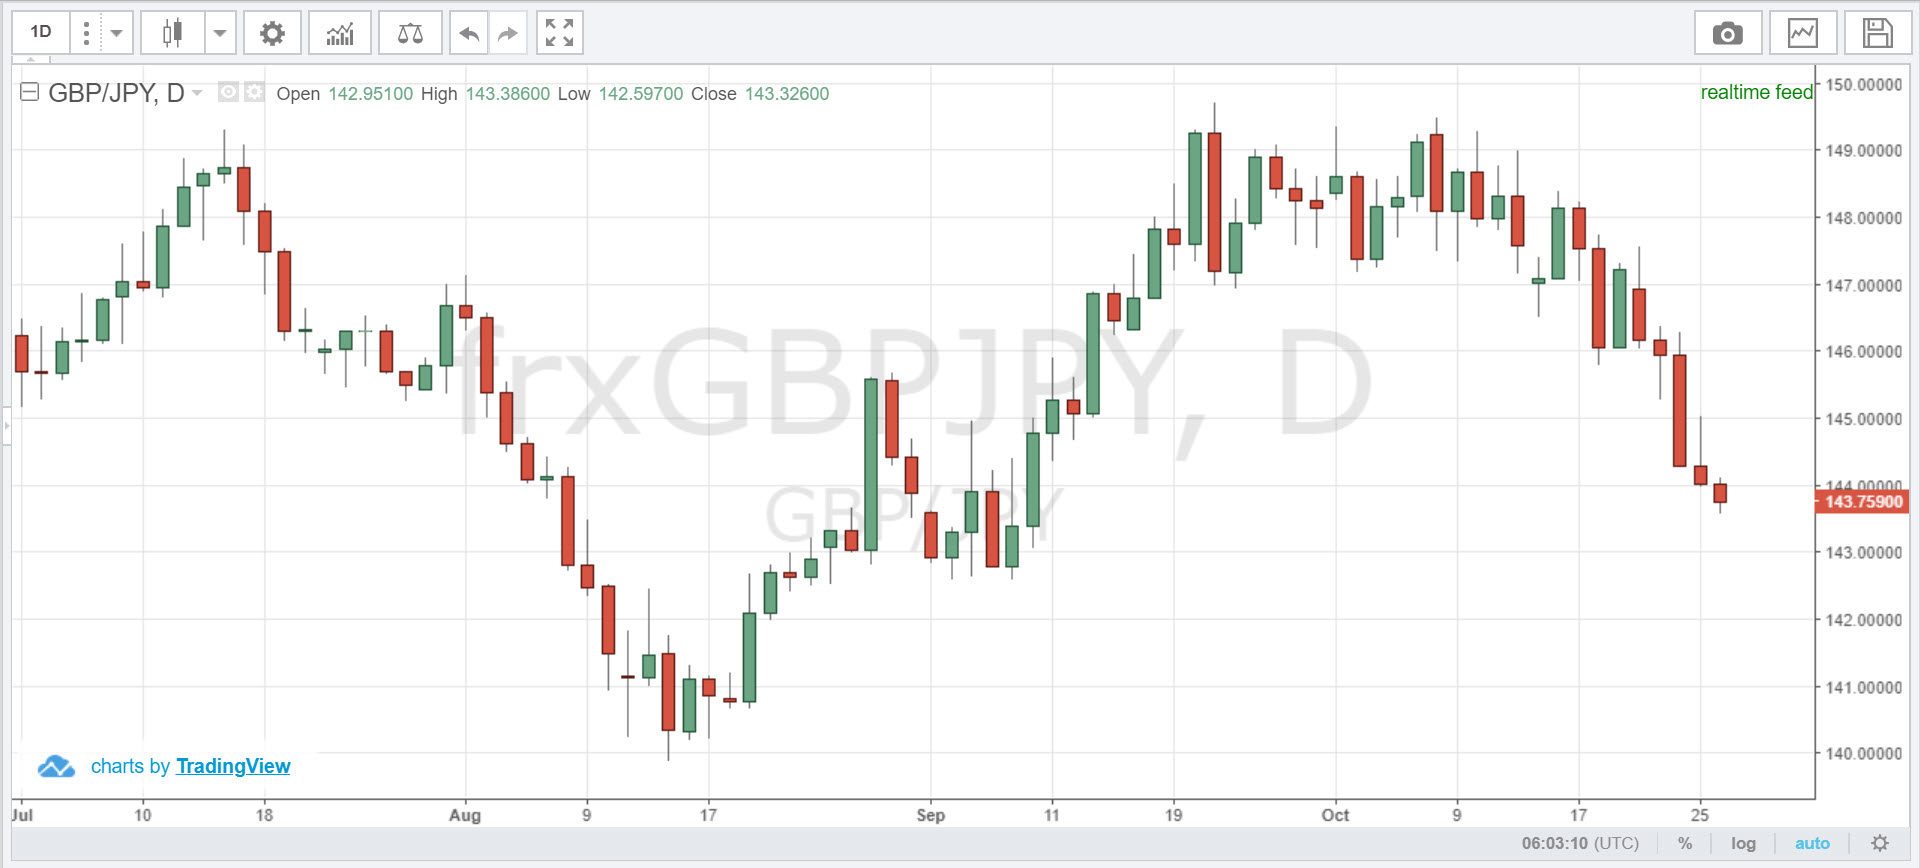 1D
GBP/JPY, D Open 142.95100 High 143.38600 Low 142.59700 Close 143.32600
realtime feed
150.00000
149.00000
148.00000
147.00000
146.00000
145.00000
144.00000
143.75900
143.00000
142.00000
141.00000
140.00000
frxGBPJPY, D
GBP/JPY
charts by TradingView
Jul 10 18 Aug 9 17 Sep 11 19 Oct 9 17 25
06:03:10 (UTC) % log auto